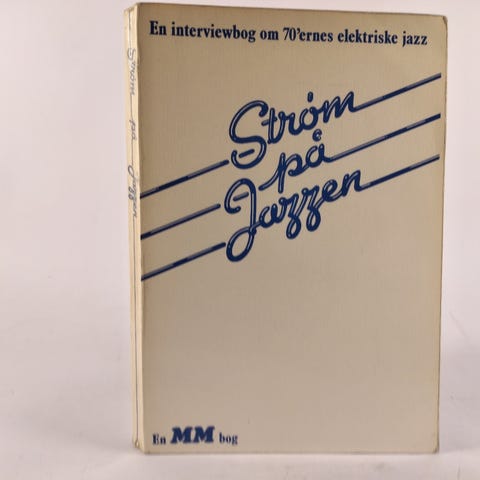 En interviewbog om 70'ernes elektriske jazz
Strøm
på
Jazzen
En MM bog
Strøm på Jazzen